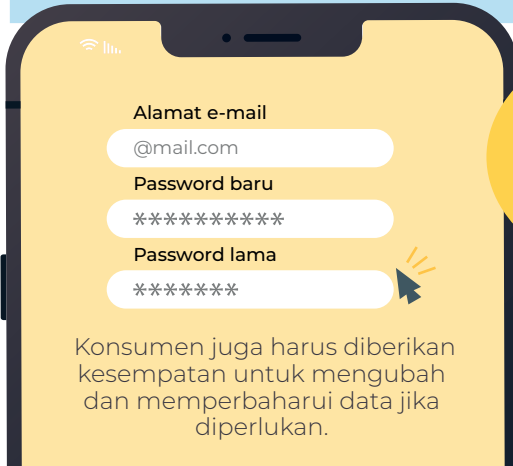 Alamat e-mail
@mail.com
Password baru
**********
Password lama
*******
Konsumen juga harus diberikan
kesempatan untuk mengubah
dan memperbaharui data jika
diperlukan.